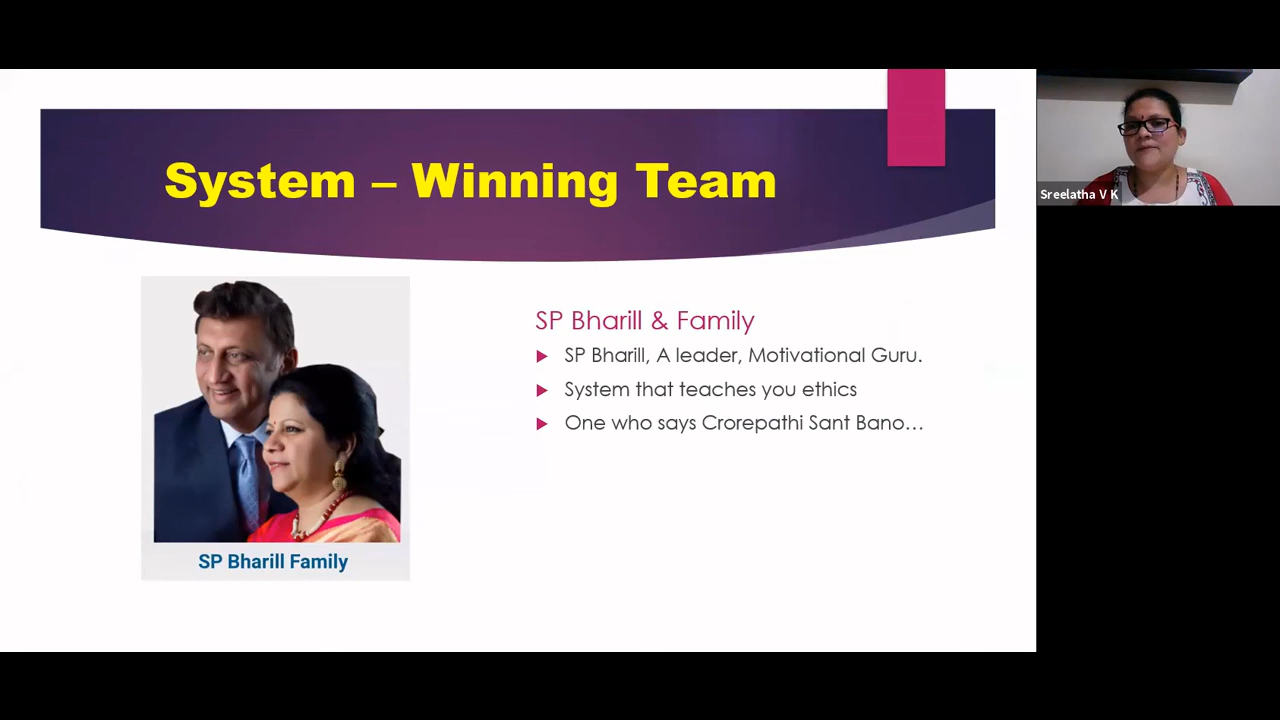 System – Winning Team
SP Bharill & Family
SP Bharill, A leader, Motivational Guru.
System that teaches you ethics
One who says Crorepathi Sant Bano…
SP Bharill Family
Sreelatha V K